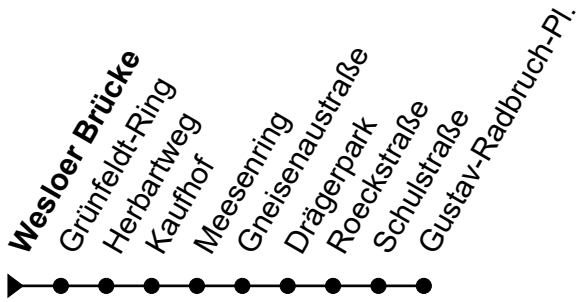 Wesloer Brücke
Grünfeldt-Ring
Herbartweg
Kaufhof
Meesenring
Gneisenaustraße
Drägerpark
Roeckstraße
Schulstraße
Gustav-Radbruch-Pl.